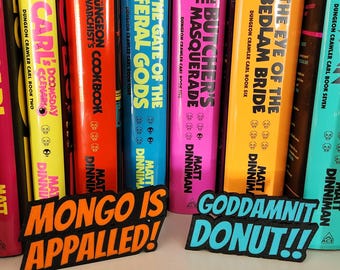 CARL'S
DOOMSDAY
SCENARIO
DUNGEON CRAWLER CARL BOOK TWO
MATT
DUNGEON
ANARCHIST'S
COOKBOOK
MATT
DINNIMAN
THE GATE OF THE
FERAL GODS
MATT
DINNIMAN
THE
BUTCHER'S
MASQUERADE
MATT
DINNIMAN
THE EYE OF THE
BEDLAM BRIDE
DUNGEON CRAWLER CARL BOOK SIX
MATT
DINNIMAN
DUNGEON CRAWLER CARL BOOK SEVEN
MATT
DINNIMAN
ACE
MONGO IS
APPALLED!
GODDAMNIT
DONUT!!